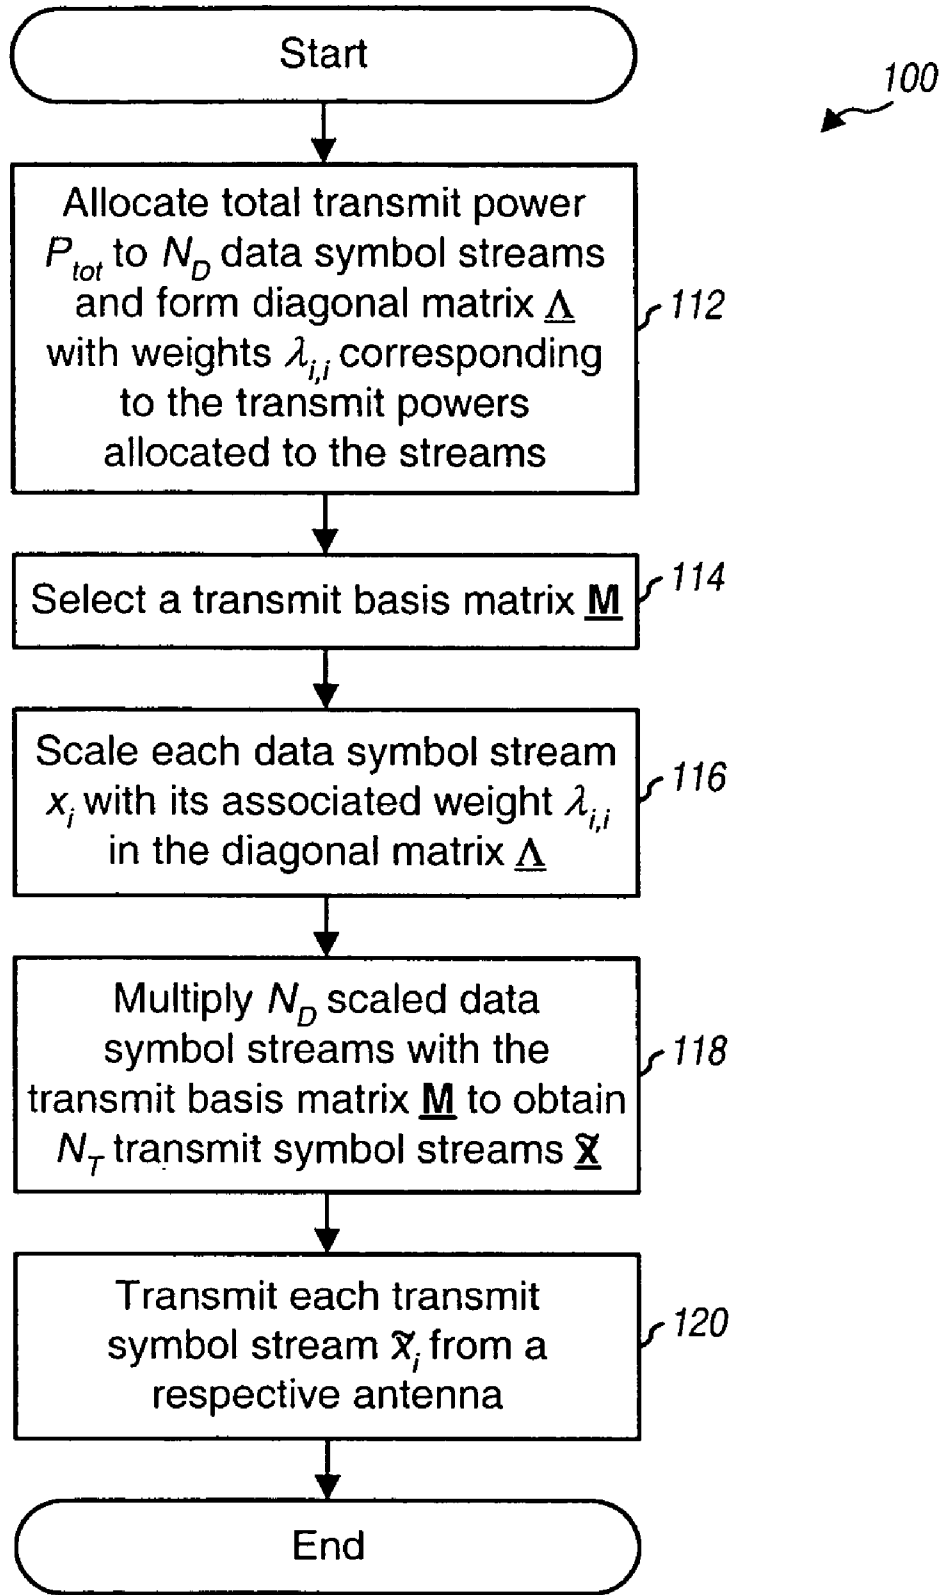 Start
100
Allocate total transmit power
P_tot to N_D data symbol streams
and form diagonal matrix Λ
with weights λ_i,i corresponding
to the transmit powers
allocated to the streams
112
Select a transmit basis matrix M
114
Scale each data symbol stream
x_i with its associated weight λ_i,i
in the diagonal matrix Λ
116
Multiply N_D scaled data
symbol streams with the
transmit basis matrix M to obtain
N_T transmit symbol streams x̃
118
Transmit each transmit
symbol stream x̃_i from a
respective antenna
120
End